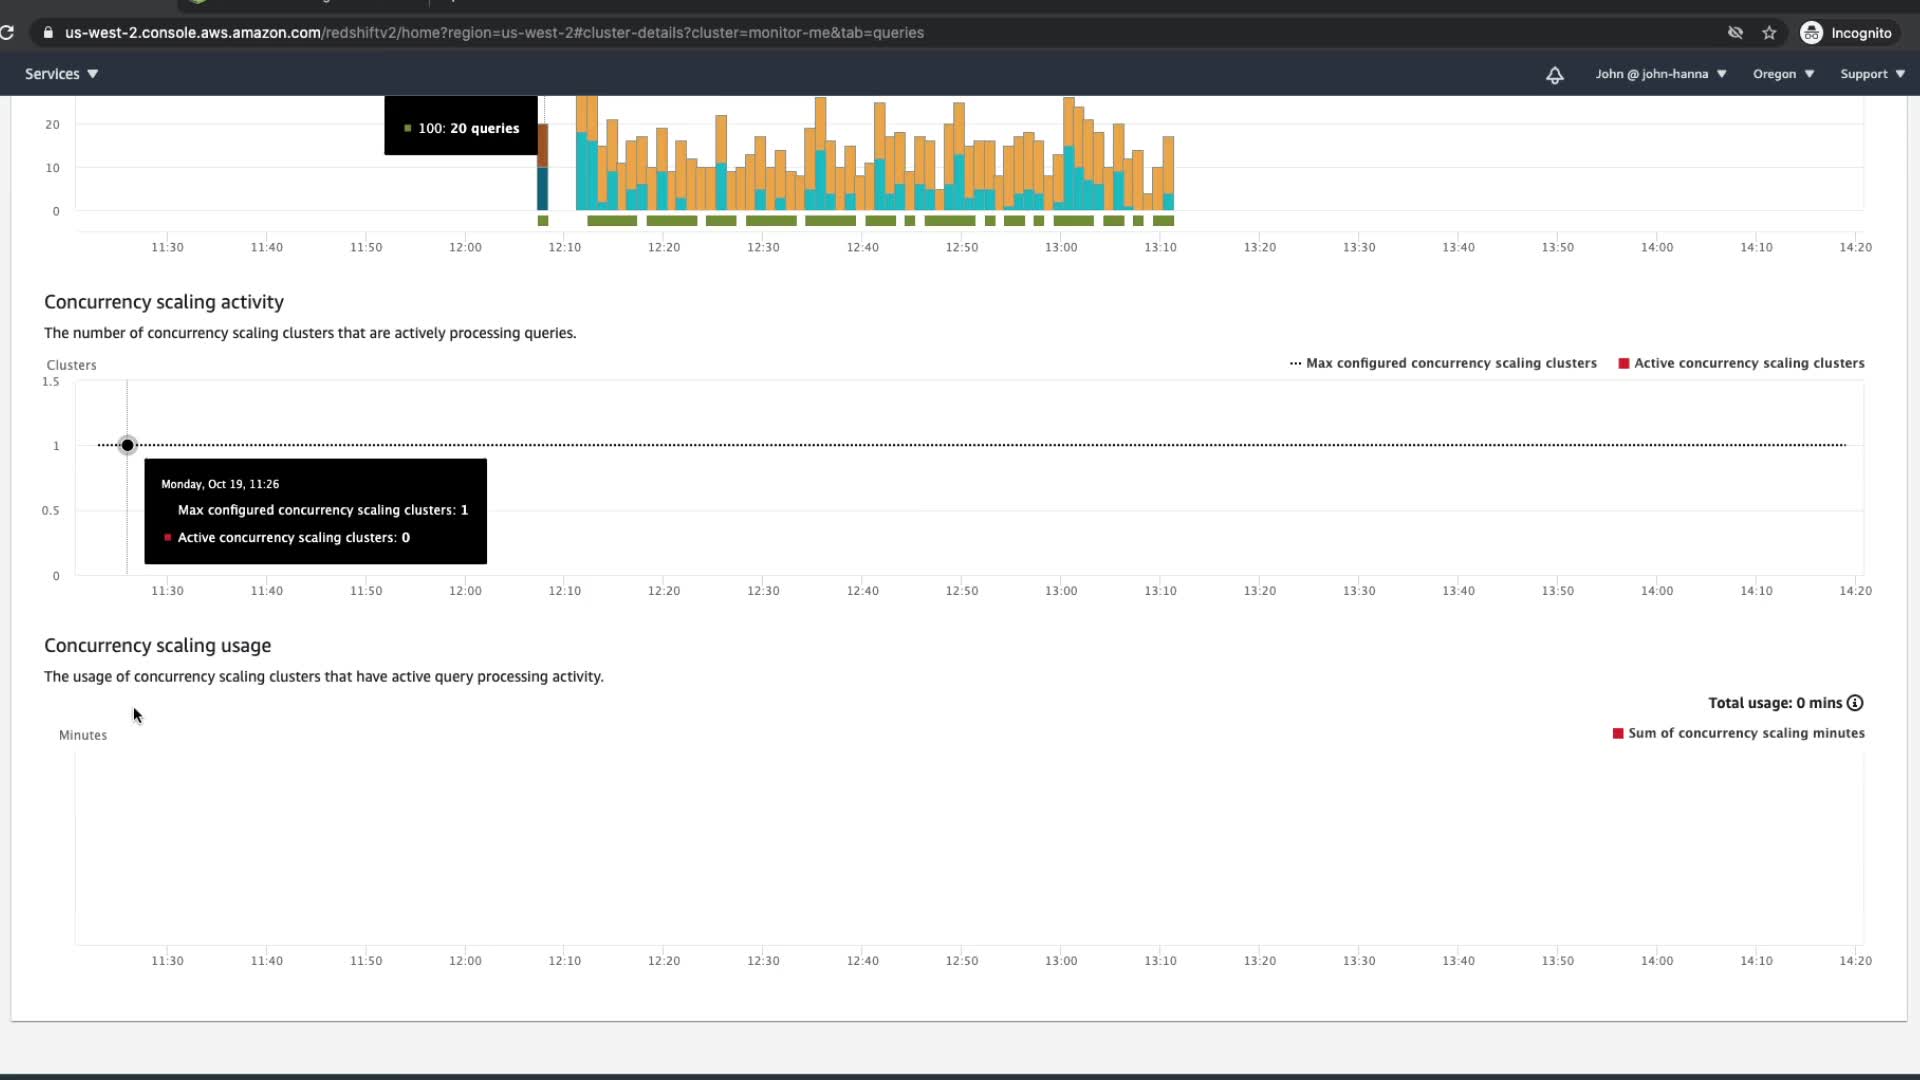 us-west-2.console.aws.amazon.com/redshiftv2/home?region=us-west-2#cluster-details?cluster=monitor-me&tab=queries
Incognito
Services ▼
John @ john-hanna ▼
Oregon ▼
Support ▼
20
10
0
100: 20 queries
11:30 11:40 11:50 12:00 12:10 12:20 12:30 12:40 12:50 13:00 13:10 13:20 13:30 13:40 13:50 14:00 14:10 14:20
Concurrency scaling activity
The number of concurrency scaling clusters that are actively processing queries.
Clusters
Max configured concurrency scaling clusters
Active concurrency scaling clusters
1.5
1
0.5
0
Monday, Oct 19, 11:26
Max configured concurrency scaling clusters: 1
Active concurrency scaling clusters: 0
11:30 11:40 11:50 12:00 12:10 12:20 12:30 12:40 12:50 13:00 13:10 13:20 13:30 13:40 13:50 14:00 14:10 14:20
Concurrency scaling usage
The usage of concurrency scaling clusters that have active query processing activity.
Total usage: 0 mins
Minutes
Sum of concurrency scaling minutes
11:30 11:40 11:50 12:00 12:10 12:20 12:30 12:40 12:50 13:00 13:10 13:20 13:30 13:40 13:50 14:00 14:10 14:20